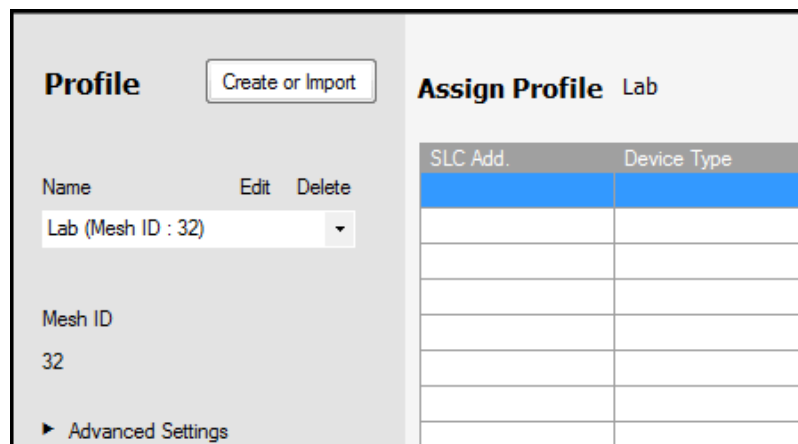 Profile
Create or Import
Name Edit Delete
Lab (Mesh ID : 32)
Mesh ID
32
Advanced Settings
Assign Profile Lab
SLC Add. Device Type